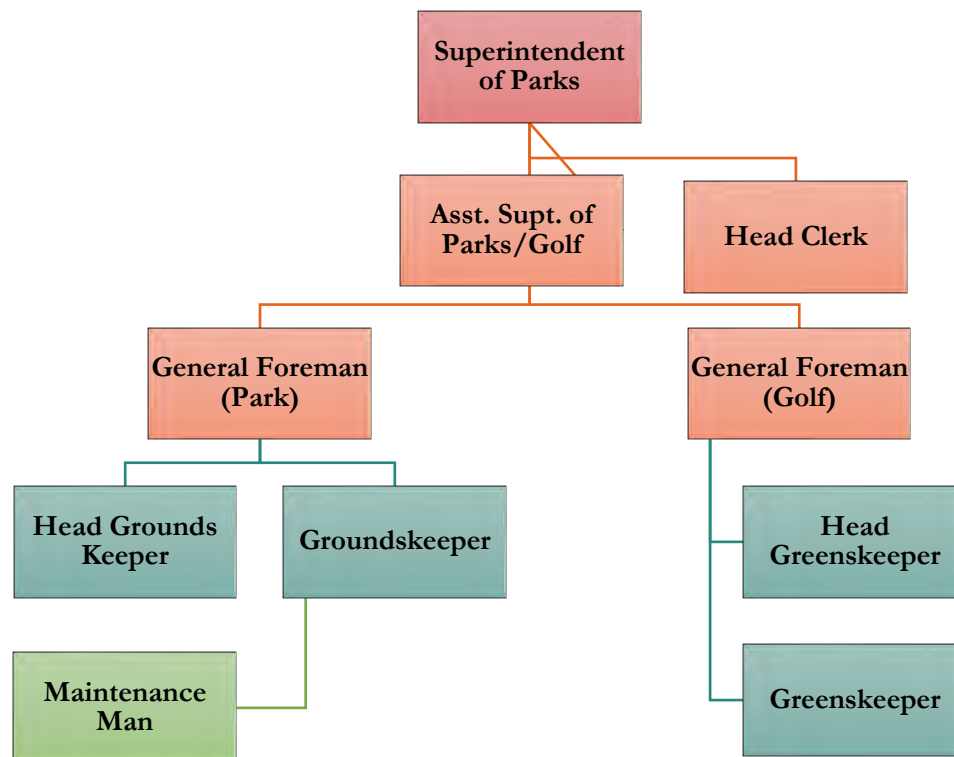 Superintendent
of Parks
Asst. Supt. of
Parks/Golf
Head Clerk
General Foreman
(Park)
General Foreman
(Golf)
Head Grounds
Keeper
Groundskeeper
Head
Greenskeeper
Maintenance
Man
Greenskeeper